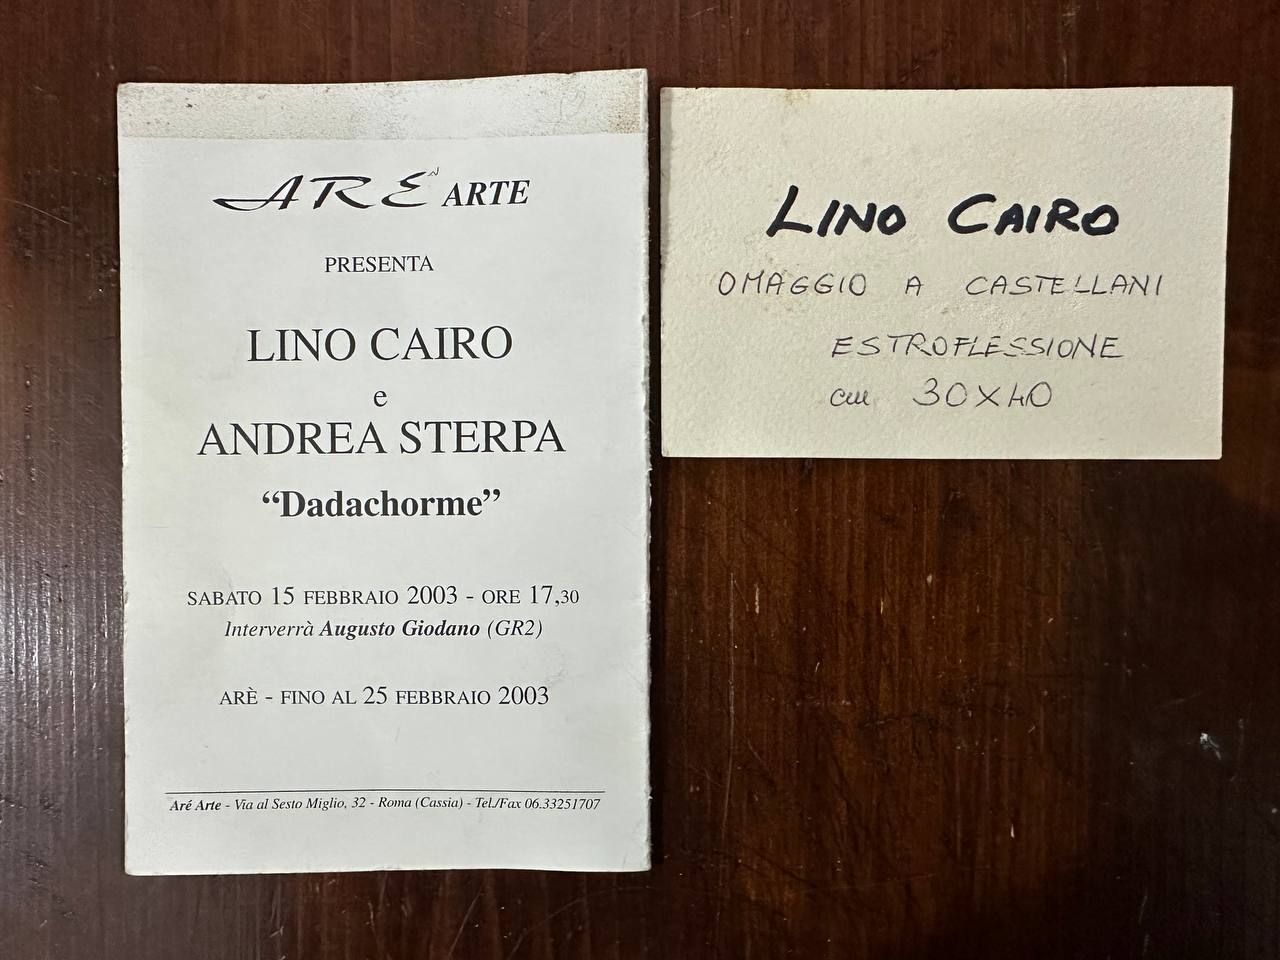 ARÈ ARTE
PRESENTA
LINO CAIRO
e
ANDREA STERPA
“Dadachorme”
SABATO 15 FEBBRAIO 2003 - ORE 17,30
Interverrà Augusto Giodano (GR2)
ARÈ - FINO AL 25 FEBBRAIO 2003
Aré Arte - Via al Sesto Miglio, 32 - Roma (Cassia) - Tel./Fax 06.33251707
LINO CAIRO
OMAGGIO A CASTELLANI
ESTROFLESSIONE
cm 30X40